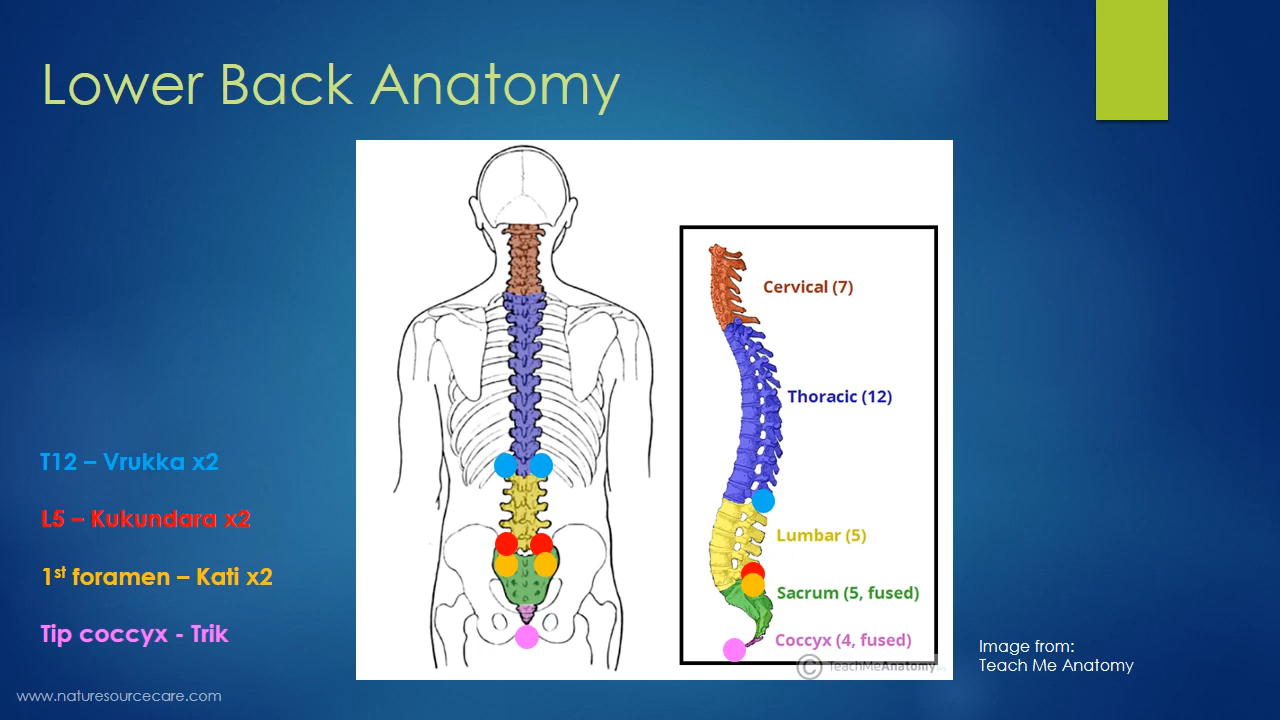 Lower Back Anatomy
T12 – Vrukka x2
L5 – Kukundara x2
1st foramen – Kati x2
Tip coccyx - Trik
Cervical (7)
Thoracic (12)
Lumbar (5)
Sacrum (5, fused)
Coccyx (4, fused)
© TeachMeAnatomy
Image from:
Teach Me Anatomy
www.naturesourcecare.com